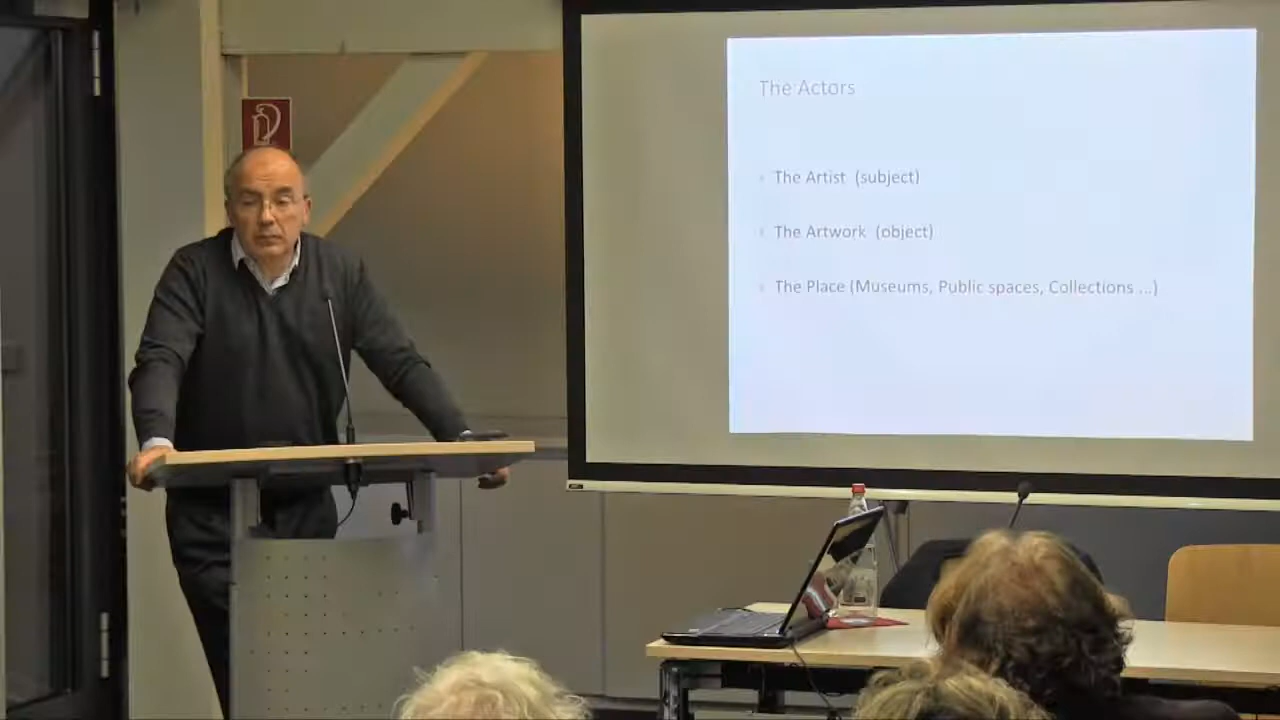 The Actors
The Artist (subject)
The Artwork (object)
The Place (Museums, Public spaces, Collections ...)